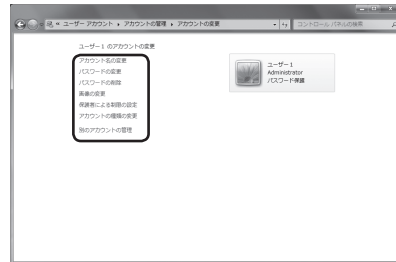 « ユーザー アカウント ▸ アカウントの管理 ▸ アカウントの変更
コントロール パネルの検索
ユーザー1 のアカウントの変更
アカウント名の変更
パスワードの変更
パスワードの削除
画像の変更
保護者による制限の設定
アカウントの種類の変更
別のアカウントの管理
ユーザー1
Administrator
パスワード保護